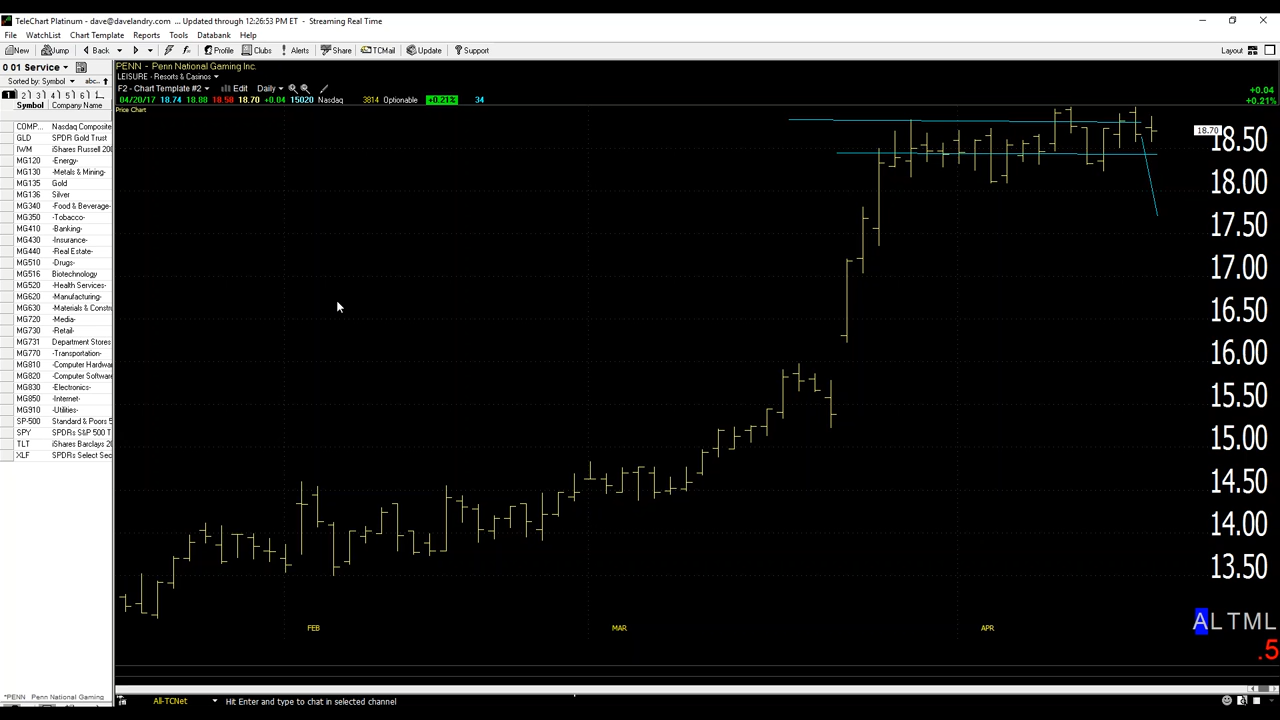 TeleChart Platinum - dave@davelandry.com ... Updated through 12:26:53 PM ET - Streaming Real Time
File WatchList Chart Template Reports Tools Databank Help
New Jump Back Profile Clubs Alerts Share TCMail Update Support Layout
0 01 Service
Sorted by: Symbol abc..
1 2 3 4 5 6
Symbol Company Name
COMP... Nasdaq Composite
GLD SPDR Gold Trust
IWM iShares Russell 200
MG120 -Energy-
MG130 -Metals & Mining-
MG135 Gold
MG136 Silver
MG340 -Food & Beverage-
MG350 -Tobacco-
MG410 -Banking-
MG430 -Insurance-
MG440 -Real Estate-
MG510 -Drugs-
MG516 Biotechnology
MG520 -Health Services-
MG620 -Manufacturing-
MG630 -Materials & Constru
MG720 -Media-
MG730 -Retail-
MG731 Department Stores
MG770 -Transportation-
MG810 -Computer Hardwa
MG820 -Computer Softwar
MG830 -Electronics-
MG850 -Internet-
MG910 -Utilities-
SP-500 Standard & Poors 5
SPY SPDRs S&P 500 T
TLT iShares Barclays 20
XLF SPDRs Select Sec
*PENN Penn National Gaming
PENN - Penn National Gaming Inc.
LEISURE - Resorts & Casinos
F2 - Chart Template #2 Edit Daily
04/20/17 18.74 18.88 18.58 18.70 +0.04 15020 Nasdaq 3814 Optionable +0.21% 34
+0.04
+0.21%
Price Chart
18.70
18.50
18.00
17.50
17.00
16.50
16.00
15.50
15.00
14.50
14.00
13.50
FEB MAR APR
ALTML
.5
All-TCNet Hit Enter and type to chat in selected channel